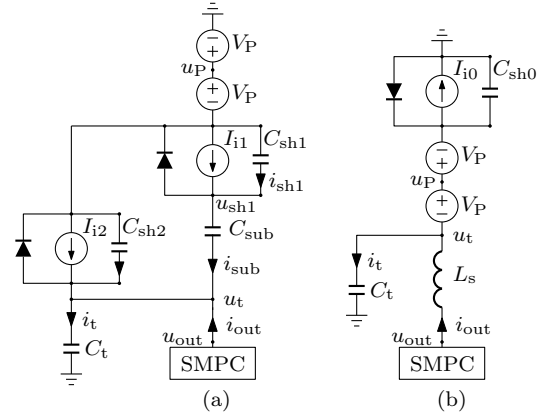 − +
V_P
u_P
+ −
V_P
I_i1
C_sh1
i_sh1
u_sh1
I_i2
C_sh2
C_sub
i_sub
i_t
u_t
C_t
i_out
u_out
SMPC
(a)
I_i0
C_sh0
− +
V_P
u_P
+ −
V_P
u_t
i_t
L_s
C_t
i_out
u_out
SMPC
(b)